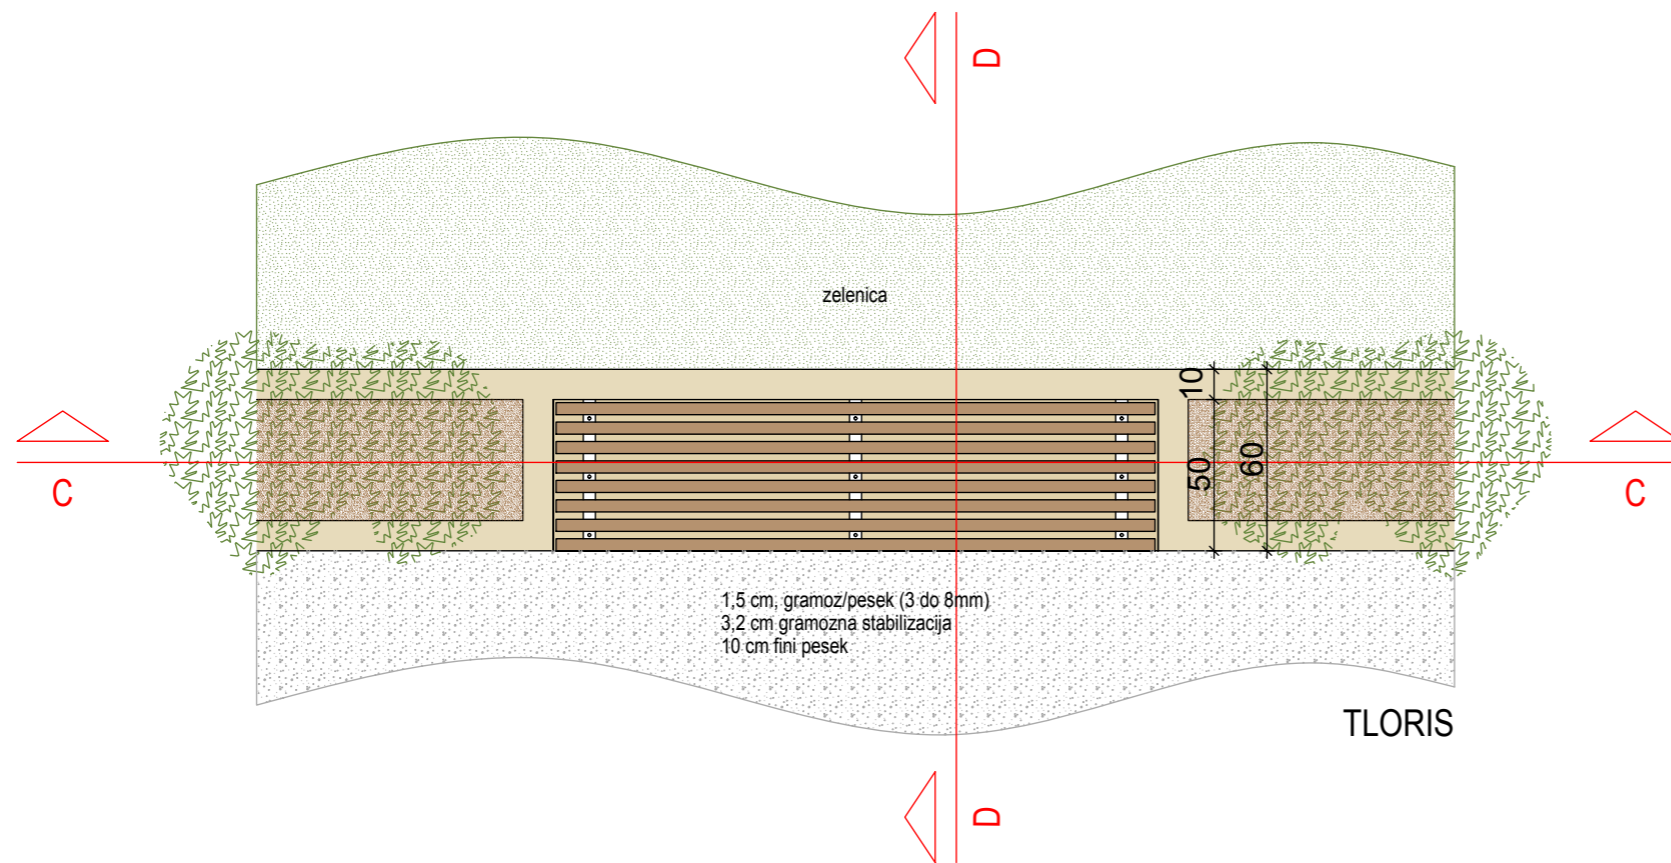 D
zelenica
10
50
60
C
C
1,5 cm, gramoz/pesek (3 do 8mm)
3,2 cm gramozna stabilizacija
10 cm fini pesek
TLORIS
D